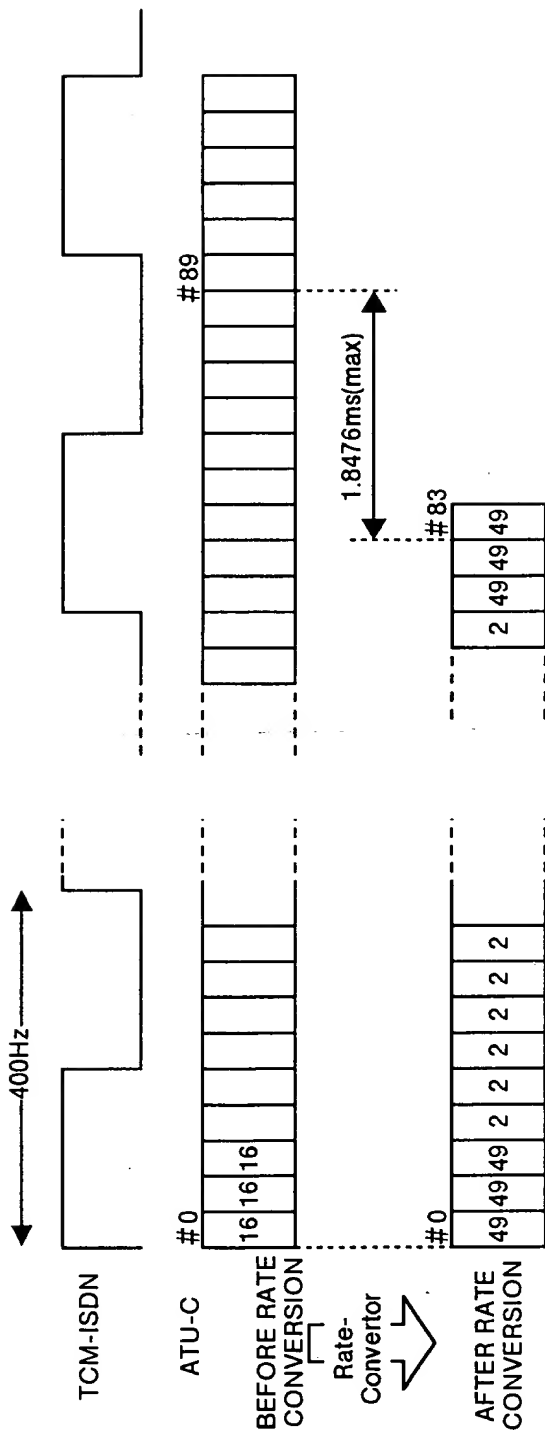 400Hz
TCM-ISDN
ATU-C
#0
#89
BEFORE RATE
CONVERSION
16 16 16
Rate-
Convertor
1.8476ms(max)
#0
#83
AFTER RATE
CONVERSION
49 49 49 2 2 2 2 2 2
2 49 49 49